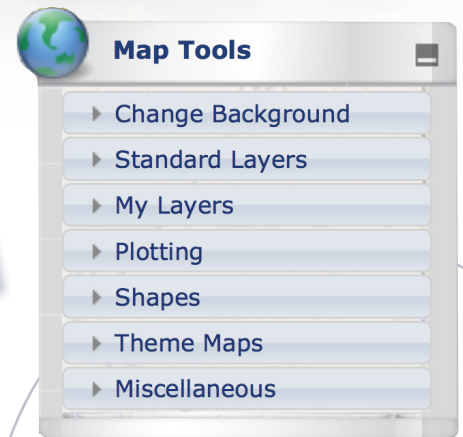 Map Tools
Change Background
Standard Layers
My Layers
Plotting
Shapes
Theme Maps
Miscellaneous